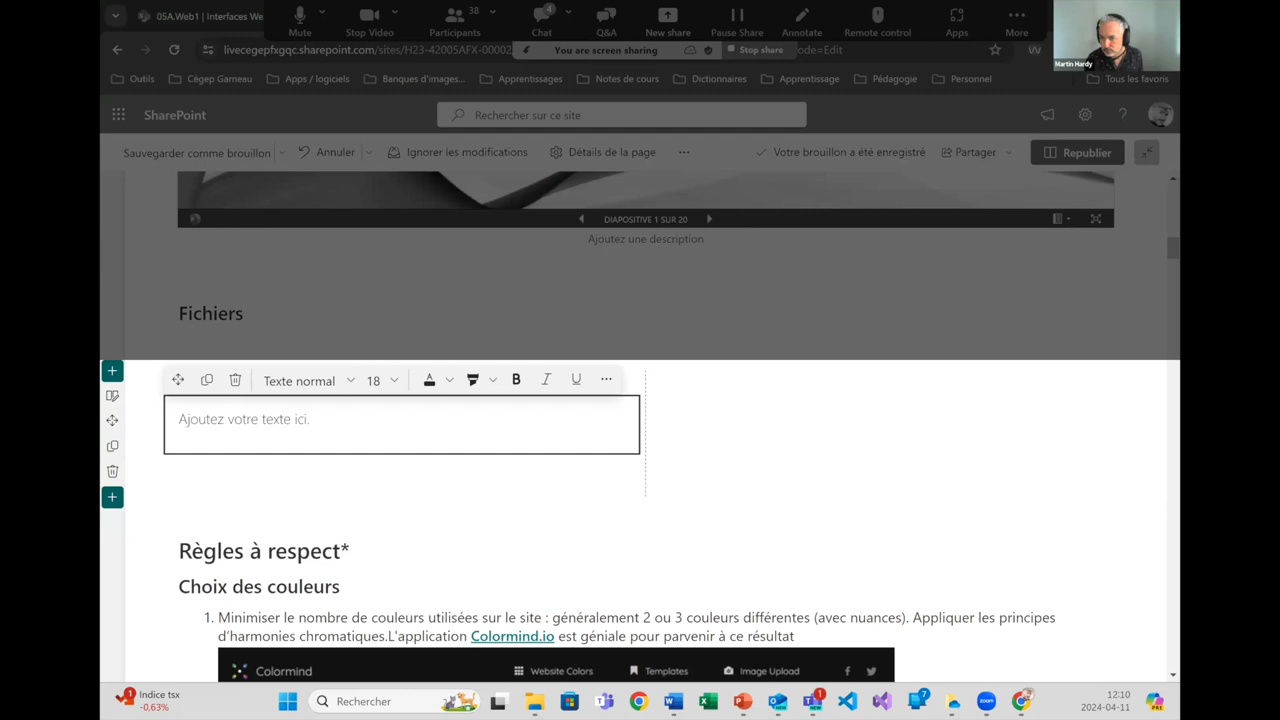 05A.Web1 | Interfaces We
38
4
Mute
Stop Video
Participants
Chat
Q&A
New share
Pause Share
Annotate
Remote control
Apps
More
livecegepfxgqc.sharepoint.com/sites/H23-42005AFX-00002
You are screen sharing
Stop share
ode=Edit
Martin Hardy
Outils
Cégep Garneau
Apps / logiciels
Banques d'images...
Apprentissages
Notes de cours
Dictionnaires
Apprentissage
Pédagogie
Personnel
Tous les favoris
SharePoint
Rechercher sur ce site
Sauvegarder comme brouillon
Annuler
Ignorer les modifications
Détails de la page
...
Votre brouillon a été enregistré
Partager
Republier
DIAPOSITIVE 1 SUR 20
Ajoutez une description
Fichiers
Texte normal
18
A
B
I
U
...
Ajoutez votre texte ici.
Règles à respect*
Choix des couleurs
1. Minimiser le nombre de couleurs utilisées sur le site : généralement 2 ou 3 couleurs différentes (avec nuances). Appliquer les principes
d'harmonies chromatiques.L'application Colormind.io est géniale pour parvenir à ce résultat
Colormind
Website Colors
Templates
Image Upload
1
Indice tsx
-0,63%
Rechercher
1
7
zoom
12:10
2024-04-11